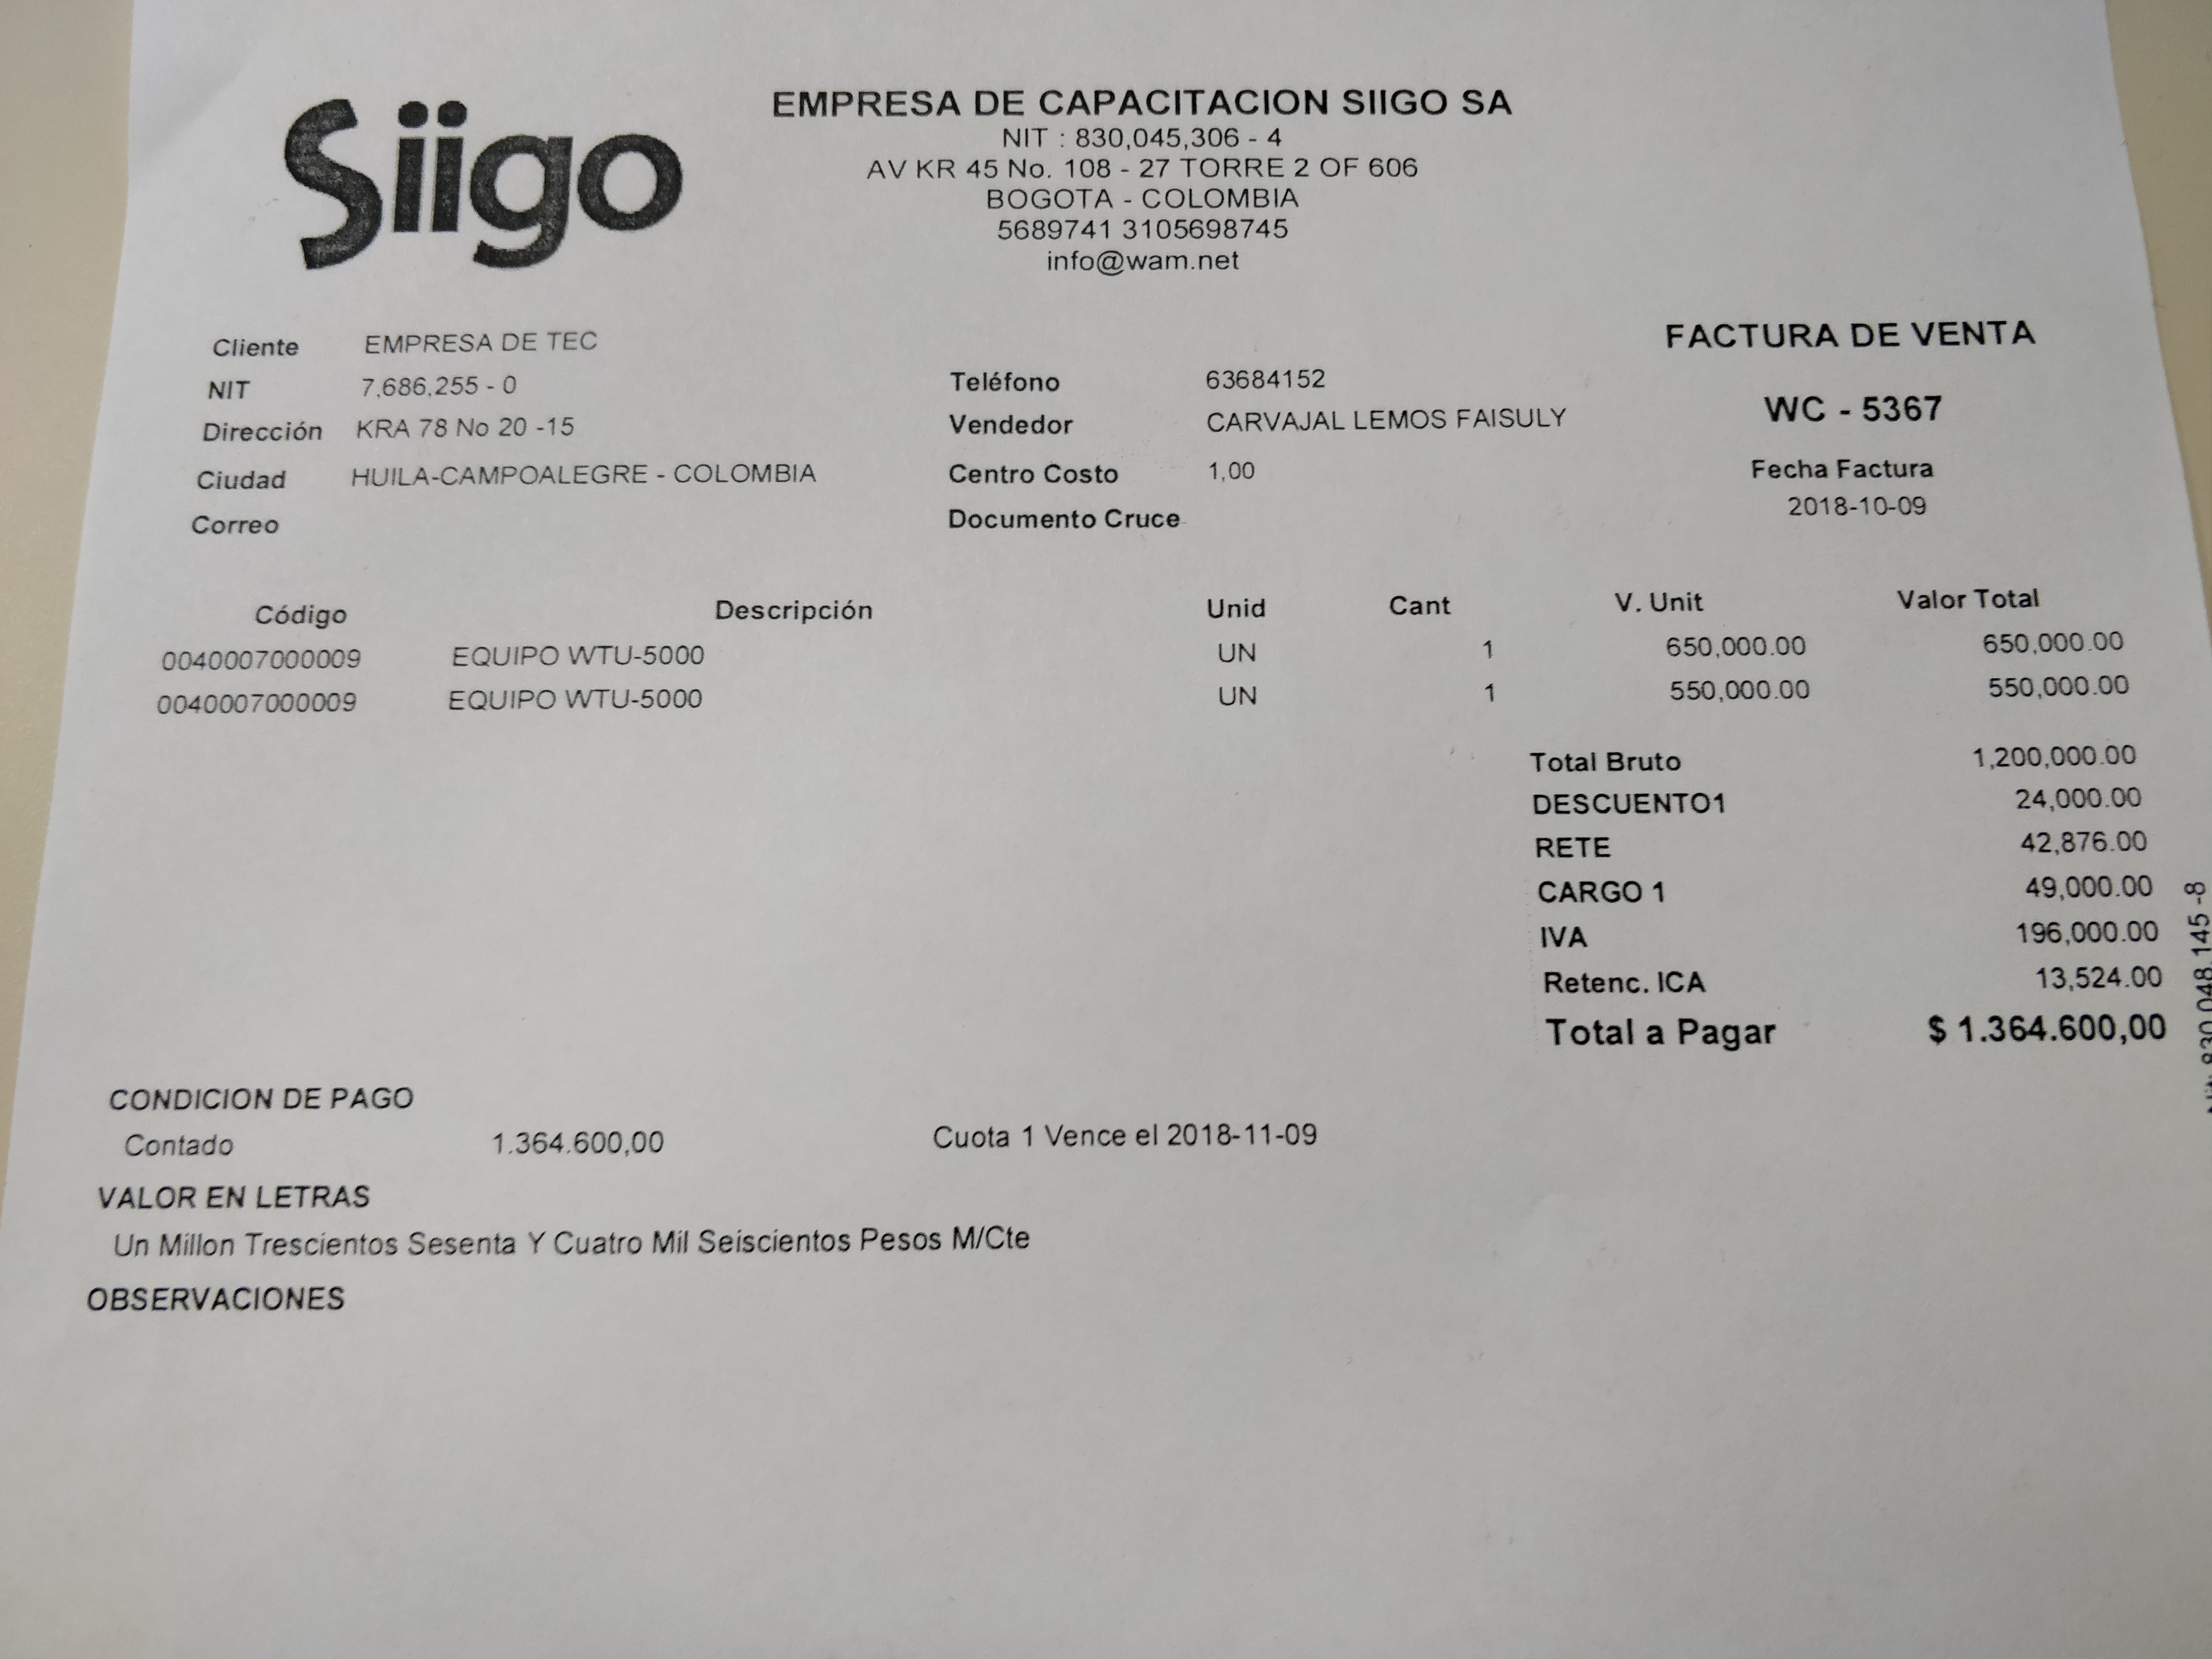 Siigo
EMPRESA DE CAPACITACION SIIGO SA
NIT : 830,045,306 - 4
AV KR 45 No. 108 - 27 TORRE 2 OF 606
BOGOTA - COLOMBIA
5689741 3105698745
info@wam.net
FACTURA DE VENTA
WC - 5367
Fecha Factura
2018-10-09
Cliente EMPRESA DE TEC
NIT 7,686,255 - 0 Teléfono 63684152
Dirección KRA 78 No 20 -15 Vendedor CARVAJAL LEMOS FAISULY
Ciudad HUILA-CAMPOALEGRE - COLOMBIA Centro Costo 1,00
Correo Documento Cruce
Código Descripción Unid Cant V. Unit Valor Total
0040007000009 EQUIPO WTU-5000 UN 1 650,000.00 650,000.00
0040007000009 EQUIPO WTU-5000 UN 1 550,000.00 550,000.00
Total Bruto 1,200,000.00
DESCUENTO1 24,000.00
RETE 42,876.00
CARGO 1 49,000.00
IVA 196,000.00
Retenc. ICA 13,524.00
Total a Pagar $ 1.364.600,00
CONDICION DE PAGO
Contado 1.364.600,00 Cuota 1 Vence el 2018-11-09
VALOR EN LETRAS
Un Millon Trescientos Sesenta Y Cuatro Mil Seiscientos Pesos M/Cte
OBSERVACIONES
830.048.145 -8